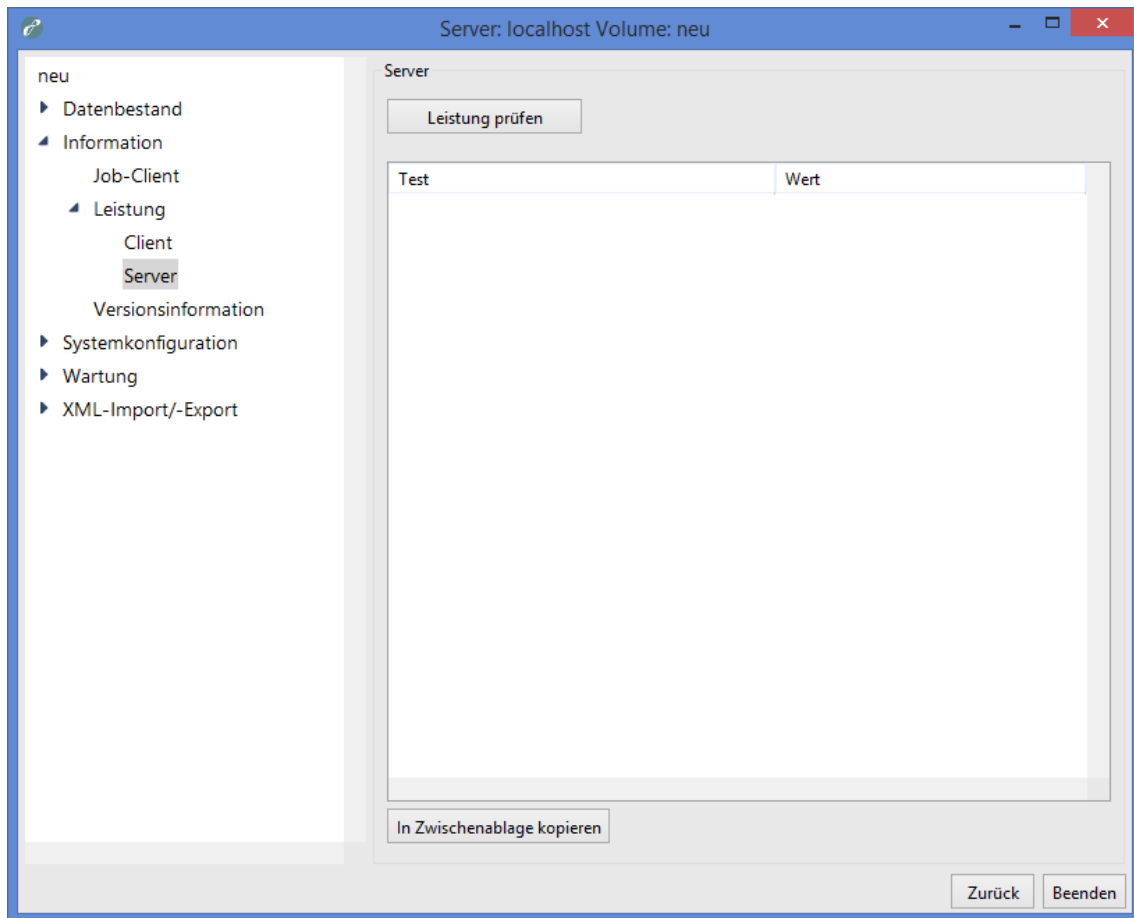 Server: localhost Volume: neu
neu
Datenbestand
Information
Job-Client
Leistung
Client
Server
Versionsinformation
Systemkonfiguration
Wartung
XML-Import/-Export
Server
Leistung prüfen
Test Wert
In Zwischenablage kopieren
Zurück Beenden